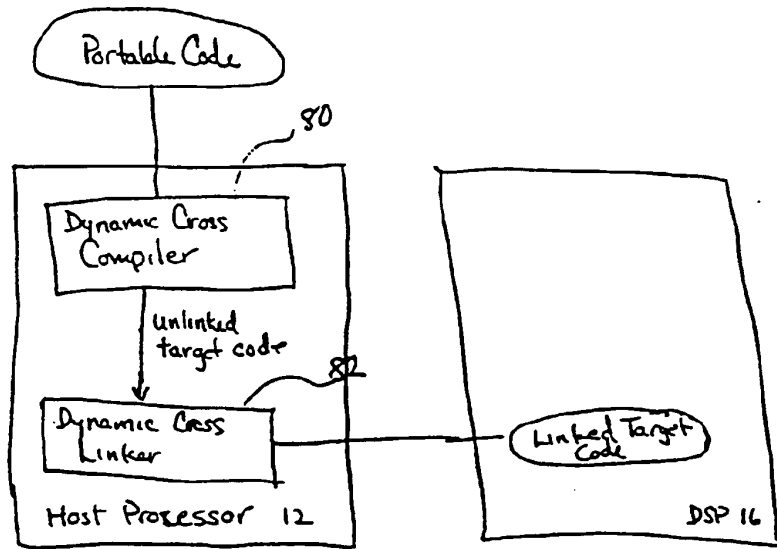 Portable Code
80
Dynamic Cross
Compiler
unlinked
target code
82
Dynamic Cross
Linker
Linked Target
Code
Host Processor 12
DSP 16